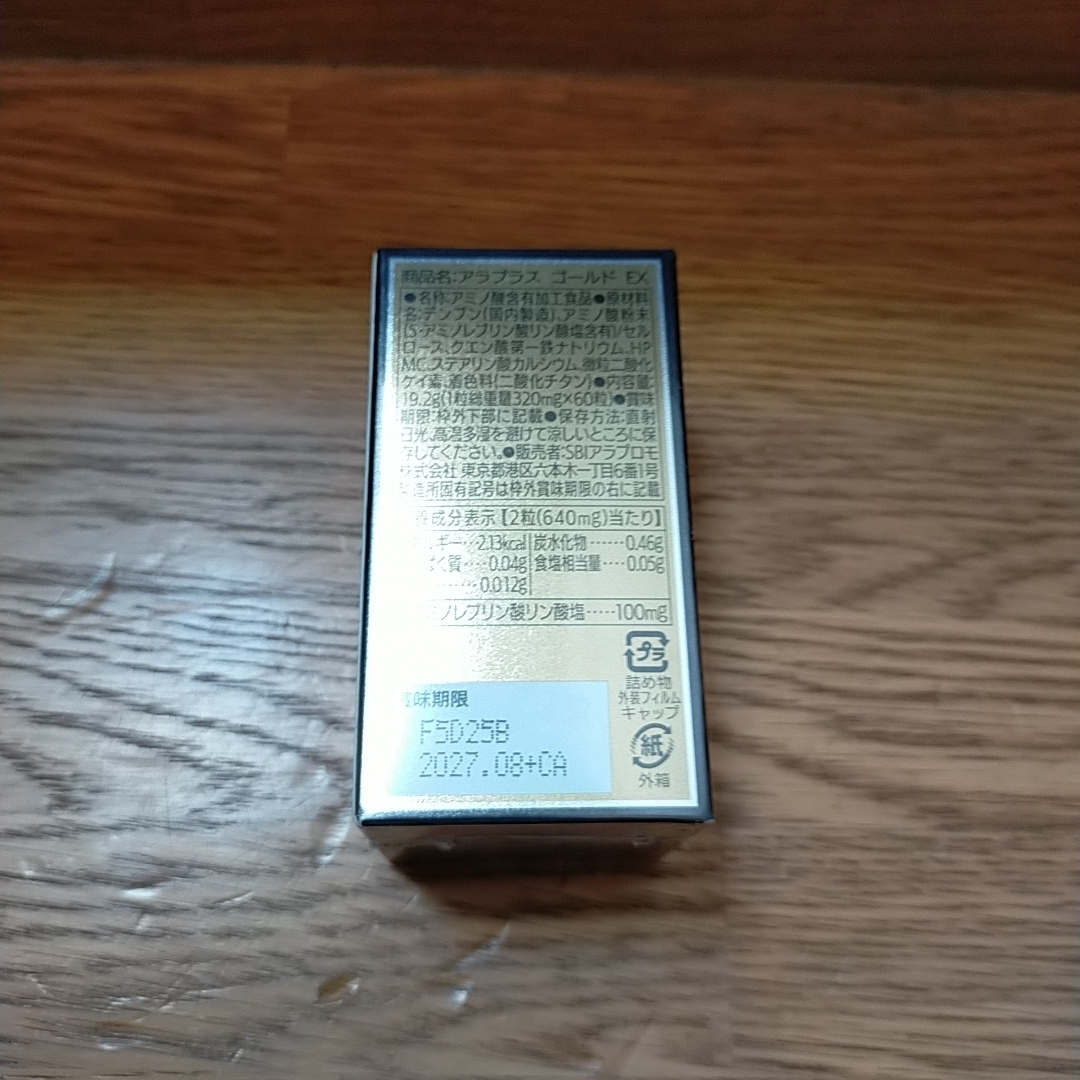 商品名:アラプラス ゴールド EX
●名称:アミノ酸含有加工食品●原材料
名:デンプン(国内製造)、アミノ酸粉末
(5-アミノレブリン酸リン酸塩含有)/セル
ロース、クエン酸第一鉄ナトリウム、HP
MC、ステアリン酸カルシウム、微粒二酸化
ケイ素、着色料(二酸化チタン)●内容量:
19.2g(1粒総重量320mg×60粒)●賞味
期限:枠外下部に記載●保存方法:直射
日光、高温多湿を避けて涼しいところに保
存してください。●販売者:SBIアラプロモ
株式会社 東京都港区六本木一丁目6番1号
製造所固有記号は枠外賞味期限の右に記載
養成分表示【2粒(640mg)当たり】
ルギー…2.13kcal 炭水化物……0.46g
く質……0.04g 食塩相当量……0.05g
……0.012g
ミノレブリン酸リン酸塩……100mg
プラ
詰め物
外装フィルム
キャップ
紙
外箱
賞味期限
F5D25B
2027.08+CA